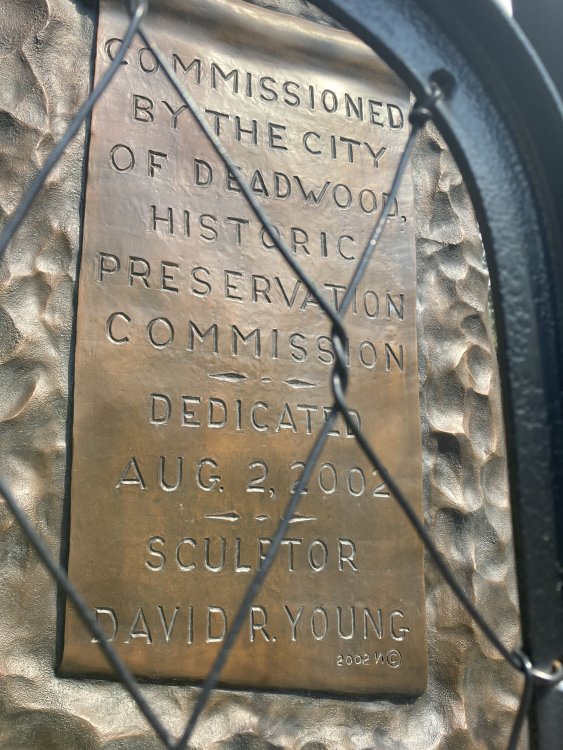 COMMISSIONED
BY THE CITY
OF DEADWOOD,
HISTORIC
PRESERVATION
COMMISSION
DEDICATED
AUG. 2, 2002
SCULPTOR
DAVID R. YOUNG
2002 ©